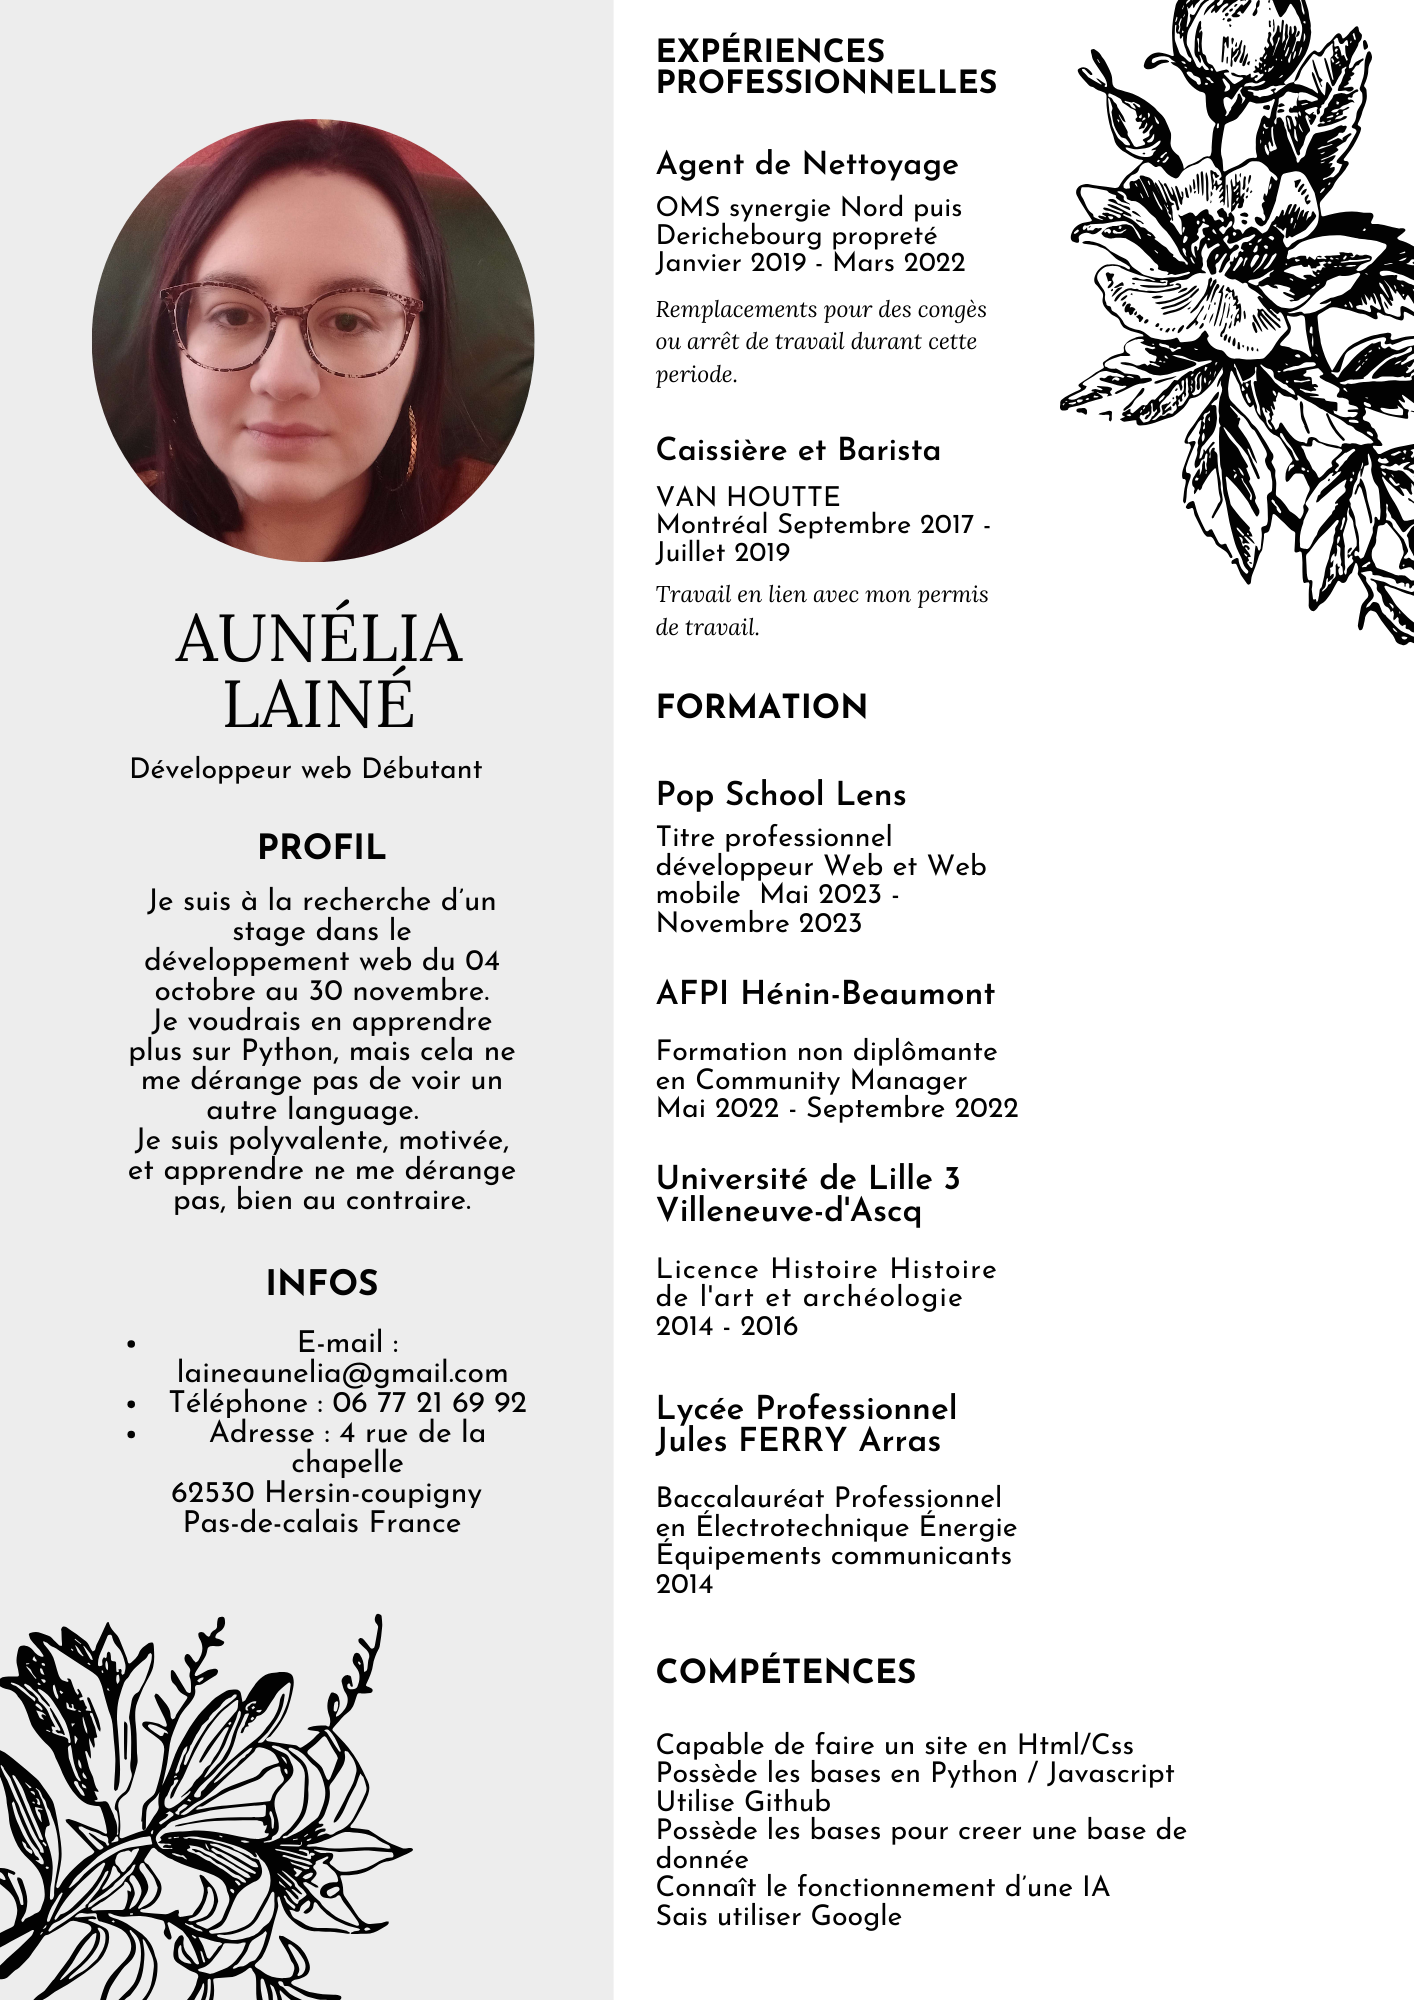 AUNÉLIA
LAINÉ
Développeur web Débutant
PROFIL
Je suis à la recherche d'un
stage dans le
développement web du 04
octobre au 30 novembre.
Je voudrais en apprendre
plus sur Python, mais cela ne
me dérange pas de voir un
autre language.
Je suis polyvalente, motivée,
et apprendre ne me dérange
pas, bien au contraire.
INFOS
• E-mail :
laineaunelia@gmail.com
• Téléphone : 06 77 21 69 92
• Adresse : 4 rue de la
chapelle
62530 Hersin-coupigny
Pas-de-calais France
EXPÉRIENCES
PROFESSIONNELLES
Agent de Nettoyage
OMS synergie Nord puis
Derichebourg propreté
Janvier 2019 - Mars 2022
Remplacements pour des congès
ou arrêt de travail durant cette
periode.
Caissière et Barista
VAN HOUTTE
Montréal Septembre 2017 -
Juillet 2019
Travail en lien avec mon permis
de travail.
FORMATION
Pop School Lens
Titre professionnel
développeur Web et Web
mobile  Mai 2023 -
Novembre 2023
AFPI Hénin-Beaumont
Formation non diplômante
en Community Manager
Mai 2022 - Septembre 2022
Université de Lille 3
Villeneuve-d'Ascq
Licence Histoire Histoire
de l'art et archéologie
2014 - 2016
Lycée Professionnel
Jules FERRY Arras
Baccalauréat Professionnel
en Électrotechnique Énergie
Équipements communicants
2014
COMPÉTENCES
Capable de faire un site en Html/Css
Possède les bases en Python / Javascript
Utilise Github
Possède les bases pour creer une base de
donnée
Connaît le fonctionnement d'une IA
Sais utiliser Google